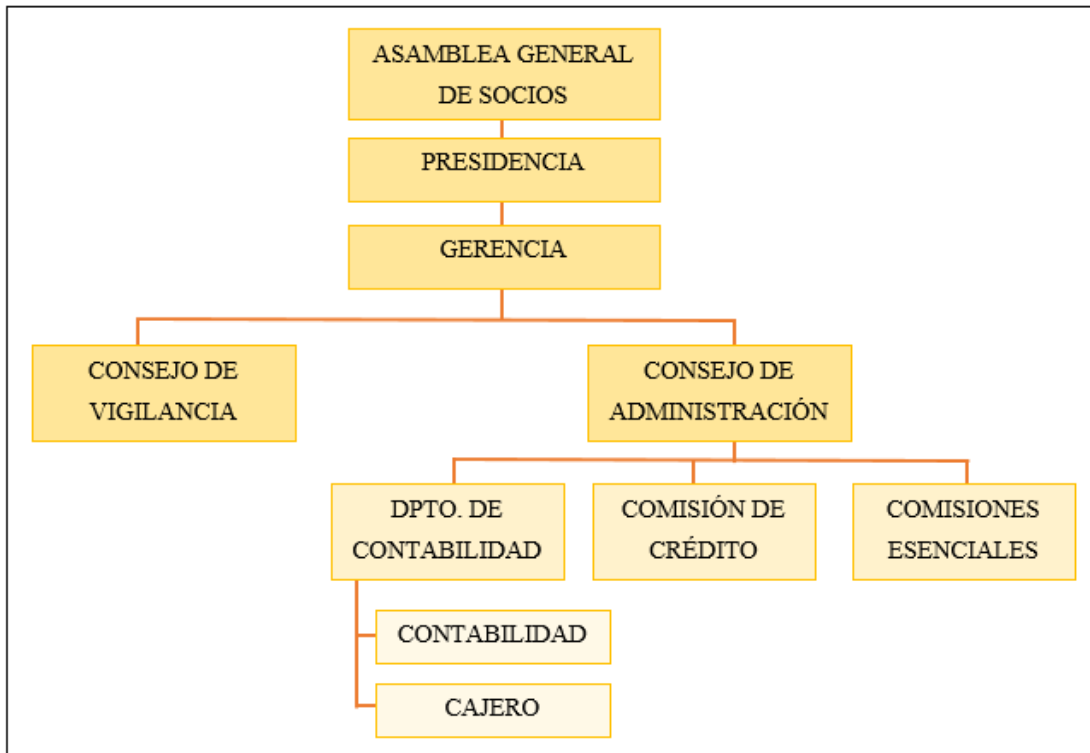 ASAMBLEA GENERAL
DE SOCIOS
PRESIDENCIA
GERENCIA
CONSEJO DE
VIGILANCIA
CONSEJO DE
ADMINISTRACIÓN
DPTO. DE
CONTABILIDAD
COMISIÓN DE
CRÉDITO
COMISIONES
ESENCIALES
CONTABILIDAD
CAJERO